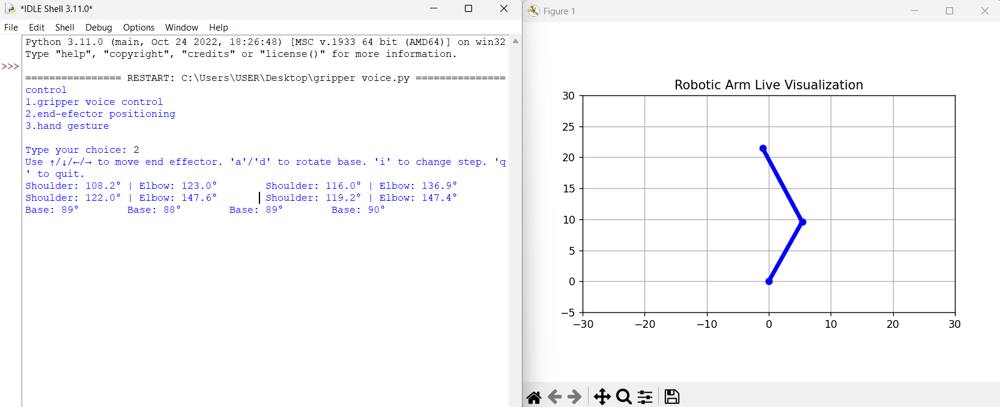 *IDLE Shell 3.11.0*
File Edit Shell Debug Options Window Help
Python 3.11.0 (main, Oct 24 2022, 18:26:48) [MSC v.1933 64 bit (AMD64)] on win32
Type "help", "copyright", "credits" or "license()" for more information.
>>>
================ RESTART: C:\Users\USER\Desktop\gripper voice.py ===============
control
1.gripper voice control
2.end-efector positioning
3.hand gesture
Type your choice: 2
Use ↑/↓/←/→ to move end effector. 'a'/'d' to rotate base. 'i' to change step. 'q
' to quit.
Shoulder: 108.2° | Elbow: 123.0° Shoulder: 116.0° | Elbow: 136.9°
Shoulder: 122.0° | Elbow: 147.6° Shoulder: 119.2° | Elbow: 147.4°
Base: 89° Base: 88° Base: 89° Base: 90°
Figure 1
Robotic Arm Live Visualization
30
25
20
15
10
5
0
−5
−30 −20 −10 0 10 20 30